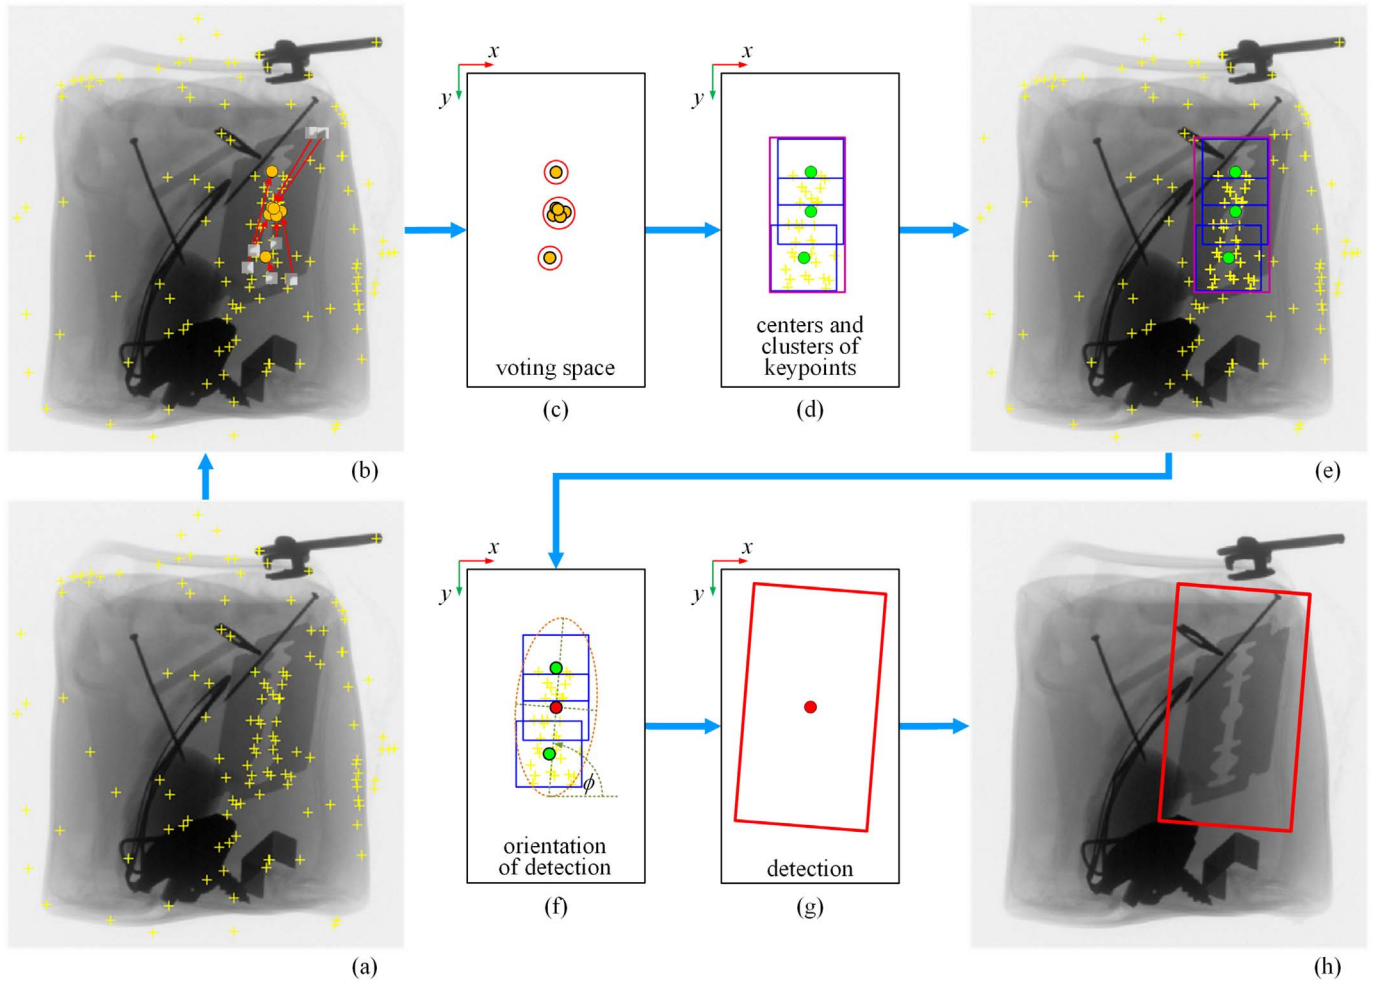 x
y
voting space
(c)
x
y
centers and
clusters of
keypoints
(d)
(b)
(e)
(a)
x
y
ϕ
orientation
of detection
(f)
x
y
detection
(g)
(h)